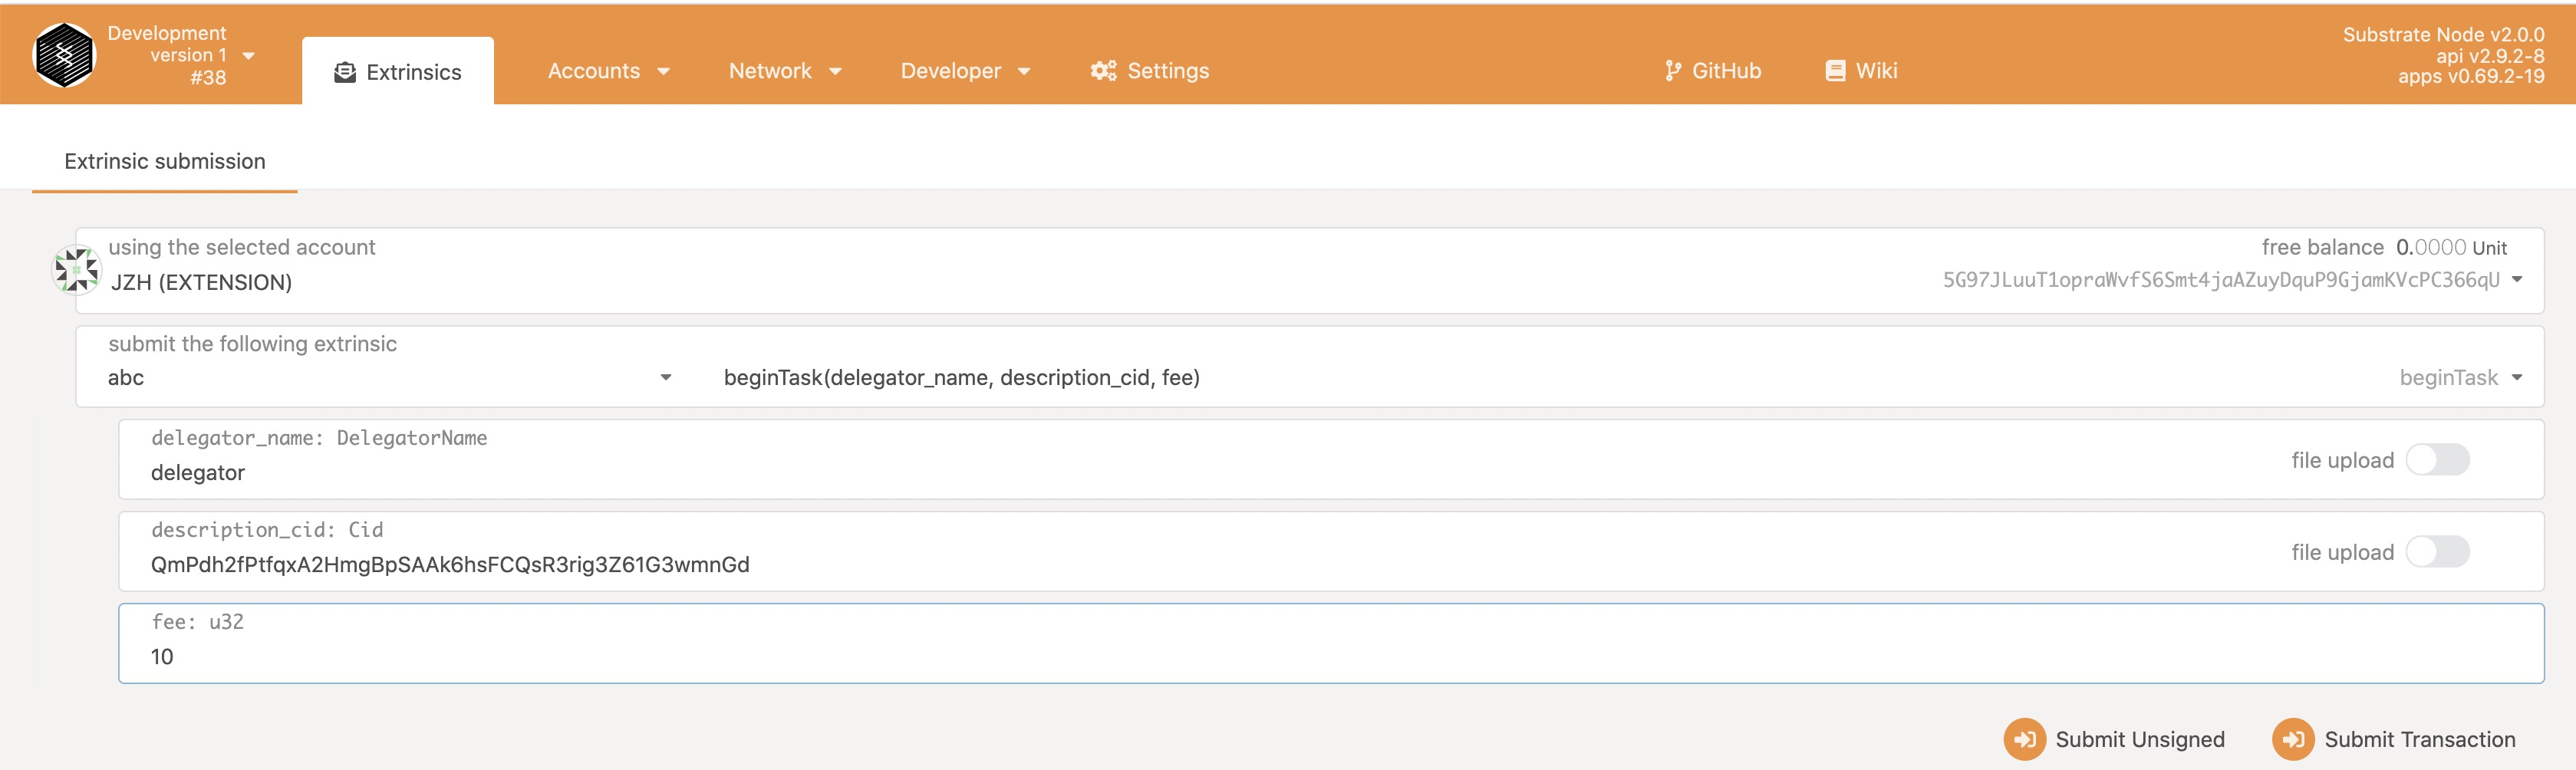 Development
version 1
#38
Extrinsics
Accounts
Network
Developer
Settings
GitHub
Wiki
Substrate Node v2.0.0
api v2.9.2-8
apps v0.69.2-19
Extrinsic submission
using the selected account
JZH (EXTENSION)
free balance 0.0000 Unit
5G97JLuuT1opraWvfS6Smt4jaAZuyDquP9GjamKVcPC366qU
submit the following extrinsic
abc
beginTask(delegator_name, description_cid, fee)
beginTask
delegator_name: DelegatorName
delegator
file upload
description_cid: Cid
QmPdh2fPtfqxA2HmgBpSAAk6hsFCQsR3rig3Z61G3wmnGd
file upload
fee: u32
10
Submit Unsigned
Submit Transaction